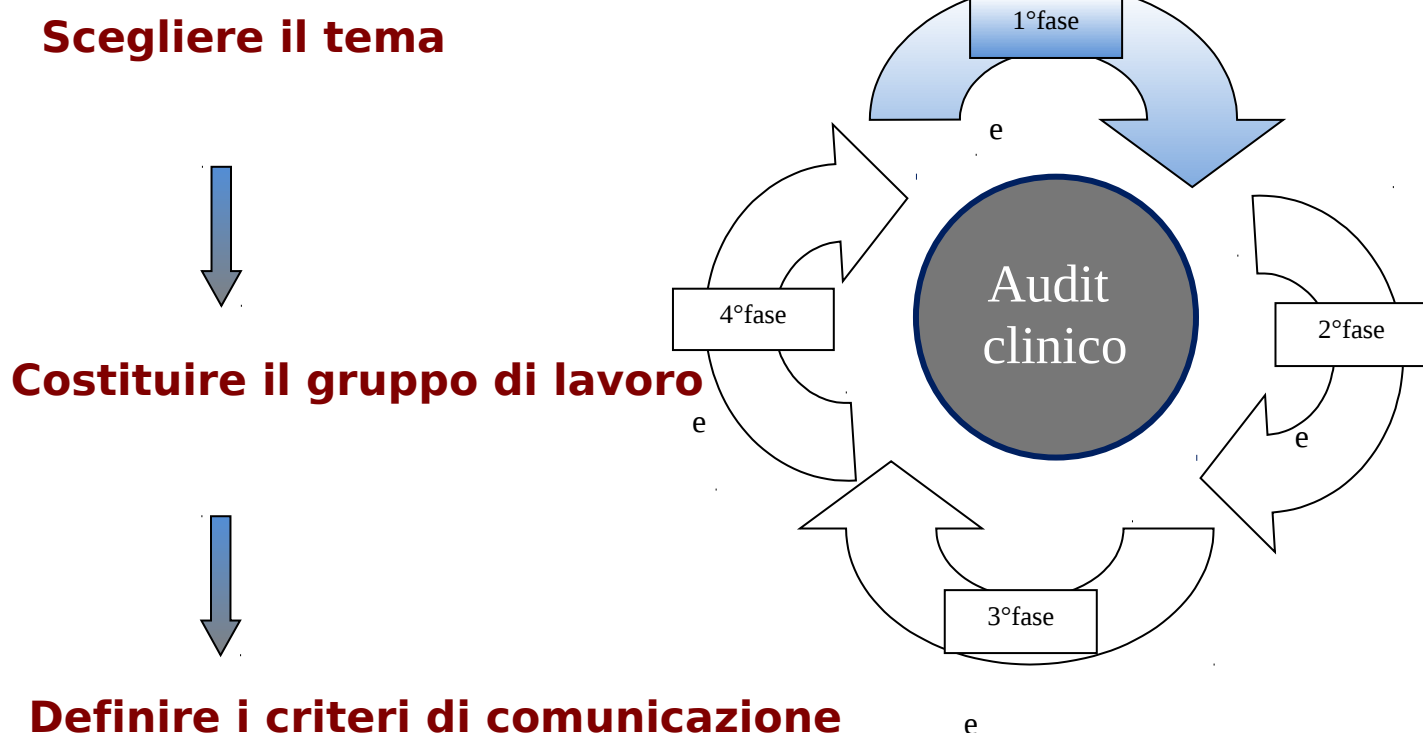 Scegliere il tema
1°fase
e
Audit
clinico
4°fase
2°fase
Costituire il gruppo di lavoro
e
e
3°fase
Definire i criteri di comunicazione
e